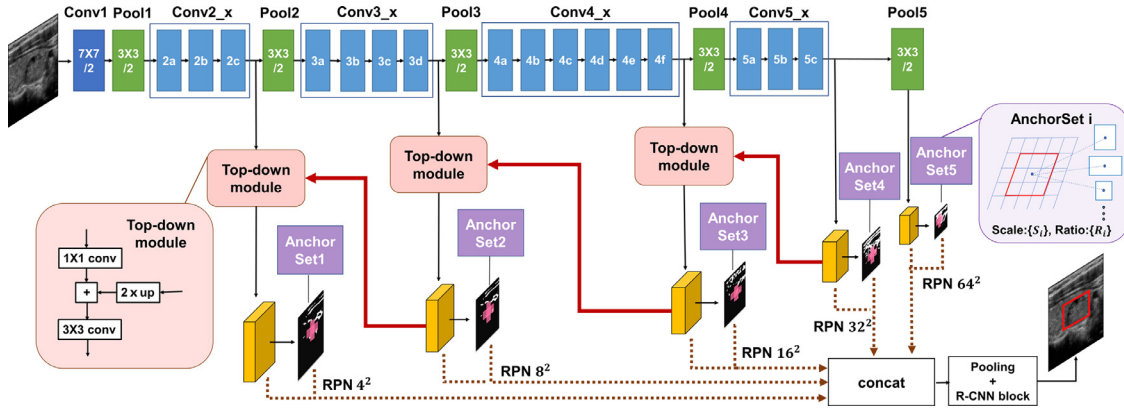 Conv1
Pool1
Conv2_x
Pool2
Conv3_x
Pool3
Conv4_x
Pool4
Conv5_x
Pool5
7X7
/2
3X3
/2
2a
2b
2c
3X3
/2
3a
3b
3c
3d
3X3
/2
4a
4b
4c
4d
4e
4f
3X3
/2
5a
5b
5c
3X3
/2
AnchorSet i
Scale:{Sᵢ}, Ratio:{Rᵢ}
Top-down
module
Top-down
module
Top-down
module
Anchor
Set4
Anchor
Set5
Top-down
module
1X1 conv
+
2 x up
3X3 conv
Anchor
Set1
Anchor
Set2
Anchor
Set3
RPN 64²
RPN 32²
RPN 16²
RPN 8²
RPN 4²
concat
Pooling
+
R-CNN block